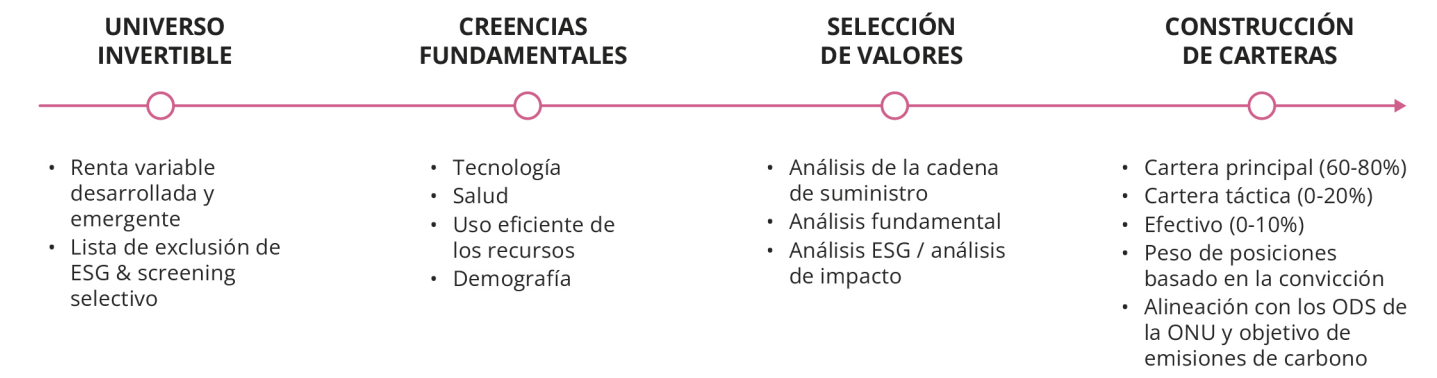 UNIVERSO
INVERTIBLE
• Renta variable
desarrollada y
emergente
• Lista de exclusión de
ESG & screening
selectivo
CREENCIAS
FUNDAMENTALES
• Tecnología
• Salud
• Uso eficiente de
los recursos
• Demografía
SELECCIÓN
DE VALORES
• Análisis de la cadena
de suministro
• Análisis fundamental
• Análisis ESG / análisis
de impacto
CONSTRUCCIÓN
DE CARTERAS
• Cartera principal (60-80%)
• Cartera táctica (0-20%)
• Efectivo (0-10%)
• Peso de posiciones
basado en la convicción
• Alineación con los ODS de
la ONU y objetivo de
emisiones de carbono